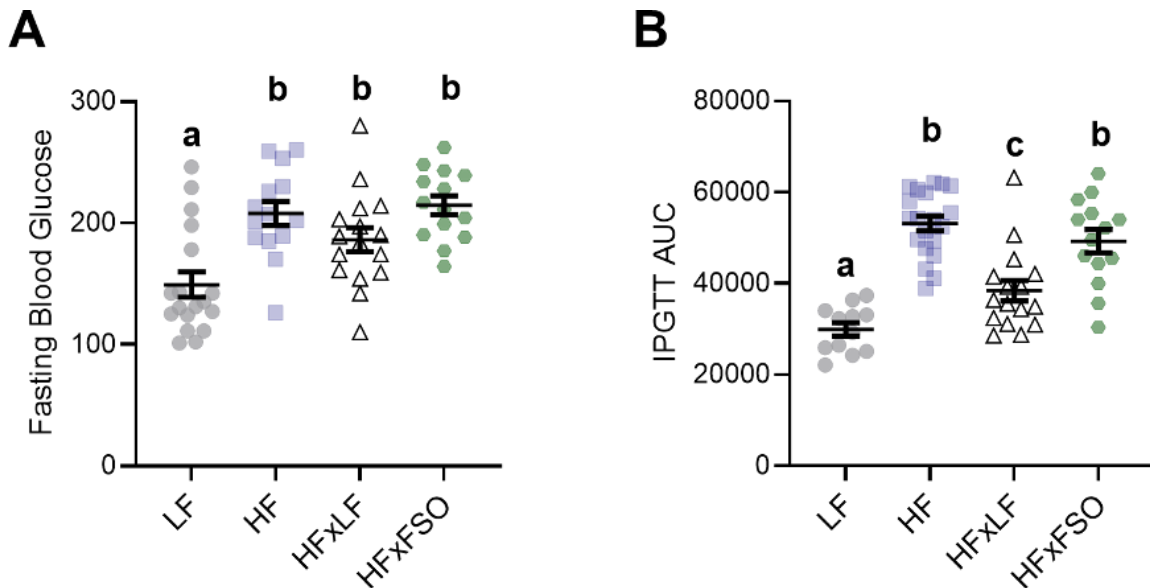 A
Fasting Blood Glucose
300
200
100
0
a
b
b
b
LF
HF
HFxLF
HFxFSO
B
IPGTT AUC
80000
60000
40000
20000
0
a
b
c
b
LF
HF
HFxLF
HFxFSO